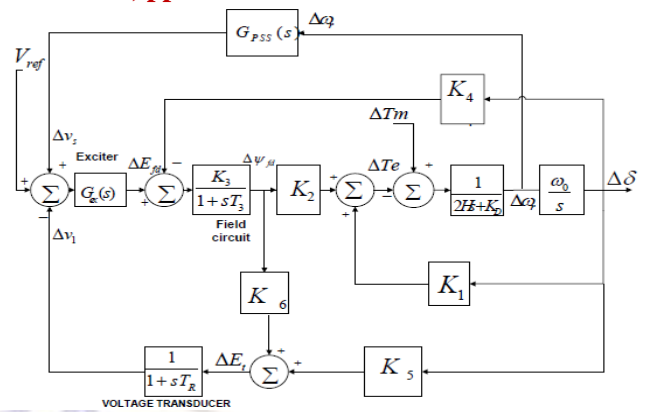 G_PSS(s)
Δω_r
V_ref
K_4
ΔTm
Δv_s
Exciter
ΔE_fd
Δψ_fd
ΔTe
+
+
−
Σ
G_ex(s)
+
−
Σ
K_3
1+sT_3
Field
circuit
K_2
+
+
Σ
+
−
Σ
1
2Hs+K_D
Δω_r
ω_0
s
Δδ
Δv_1
K_1
K_6
1
1+sT_R
VOLTAGE TRANSDUCER
ΔE_t
+
+
Σ
K_5